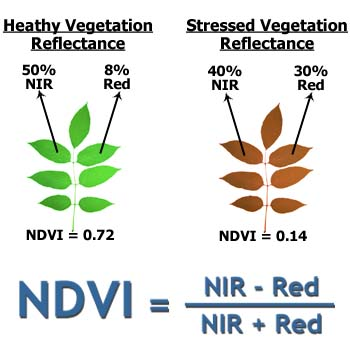 Heathy Vegetation
Reflectance
50%
NIR
8%
Red
NDVI = 0.72
Stressed Vegetation
Reflectance
40%
NIR
30%
Red
NDVI = 0.14
NDVI = NIR - Red
NIR + Red